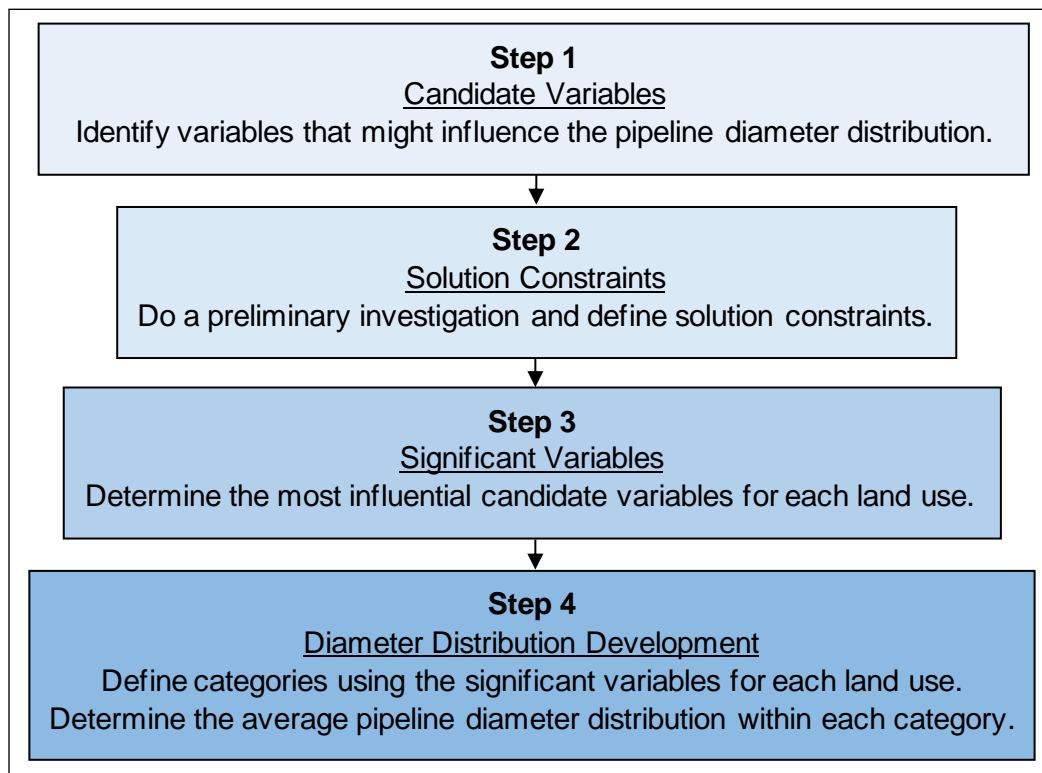 Step 1
Candidate Variables
Identify variables that might influence the pipeline diameter distribution.
Step 2
Solution Constraints
Do a preliminary investigation and define solution constraints.
Step 3
Significant Variables
Determine the most influential candidate variables for each land use.
Step 4
Diameter Distribution Development
Define categories using the significant variables for each land use.
Determine the average pipeline diameter distribution within each category.